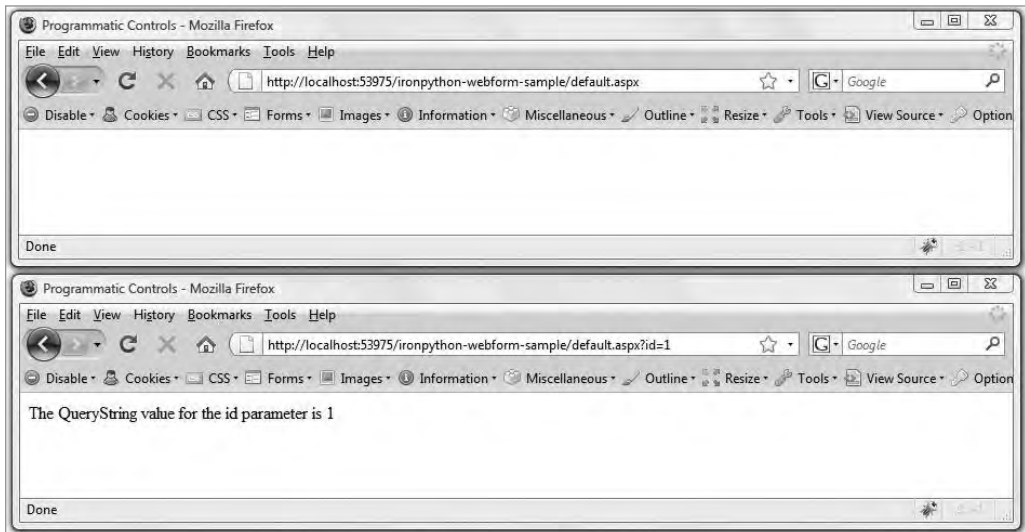 Programmatic Controls - Mozilla Firefox
File Edit View History Bookmarks Tools Help
http://localhost:53975/ironpython-webform-sample/default.aspx G Google
Disable Cookies CSS Forms Images Information Miscellaneous Outline Resize Tools View Source Option
Done
Programmatic Controls - Mozilla Firefox
File Edit View History Bookmarks Tools Help
http://localhost:53975/ironpython-webform-sample/default.aspx?id=1 G Google
Disable Cookies CSS Forms Images Information Miscellaneous Outline Resize Tools View Source Option
The QueryString value for the id parameter is 1
Done